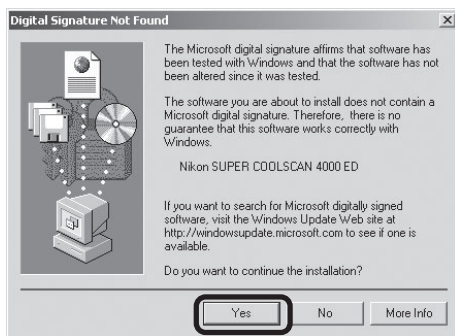 Digital Signature Not Found
The Microsoft digital signature affirms that software has
been tested with Windows and that the software has not
been altered since it was tested.
The software you are about to install does not contain a
Microsoft digital signature. Therefore, there is no
guarantee that this software works correctly with
Windows.
Nikon SUPER COOLSCAN 4000 ED
If you want to search for Microsoft digitally signed
software, visit the Windows Update Web site at
http://windowsupdate.microsoft.com to see if one is
available.
Do you want to continue the installation?
Yes
No
More Info